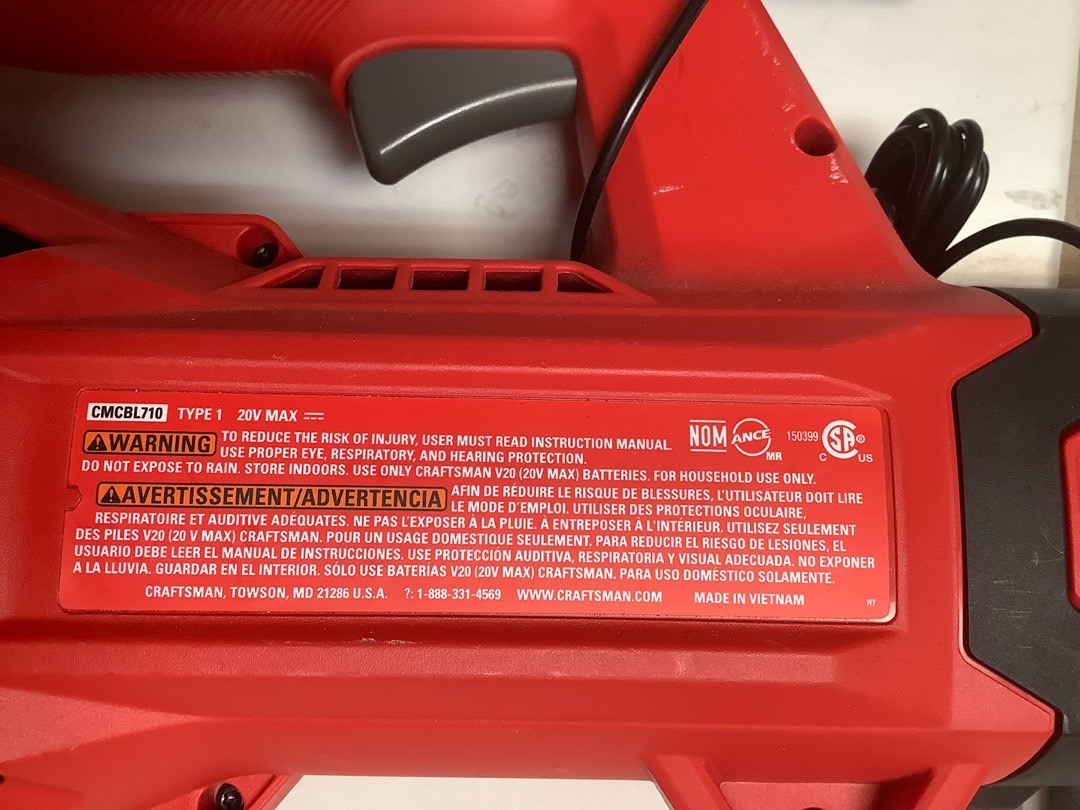 CMCBL710 TYPE 1 20V MAX
WARNING TO REDUCE THE RISK OF INJURY, USER MUST READ INSTRUCTION MANUAL.
USE PROPER EYE, RESPIRATORY, AND HEARING PROTECTION.
DO NOT EXPOSE TO RAIN. STORE INDOORS. USE ONLY CRAFTSMAN V20 (20V MAX) BATTERIES. FOR HOUSEHOLD USE ONLY.
NOM ANCE MR 150399 C SA ® US
AVERTISSEMENT/ADVERTENCIA AFIN DE RÉDUIRE LE RISQUE DE BLESSURES, L'UTILISATEUR DOIT LIRE
LE MODE D'EMPLOI. UTILISER DES PROTECTIONS OCULAIRE,
RESPIRATOIRE ET AUDITIVE ADÉQUATES. NE PAS L'EXPOSER À LA PLUIE. À ENTREPOSER À L'INTÉRIEUR. UTILISEZ SEULEMENT
DES PILES V20 (20 V MAX) CRAFTSMAN. POUR UN USAGE DOMESTIQUE SEULEMENT. PARA REDUCIR EL RIESGO DE LESIONES, EL
USUARIO DEBE LEER EL MANUAL DE INSTRUCCIONES. USE PROTECCIÓN AUDITIVA, RESPIRATORIA Y VISUAL ADECUADA. NO EXPONER
A LA LLUVIA. GUARDAR EN EL INTERIOR. SÓLO USE BATERÍAS V20 (20V MAX) CRAFTSMAN. PARA USO DOMÉSTICO SOLAMENTE.
CRAFTSMAN, TOWSON, MD 21286 U.S.A. ?: 1-888-331-4569 WWW.CRAFTSMAN.COM MADE IN VIETNAM
WY